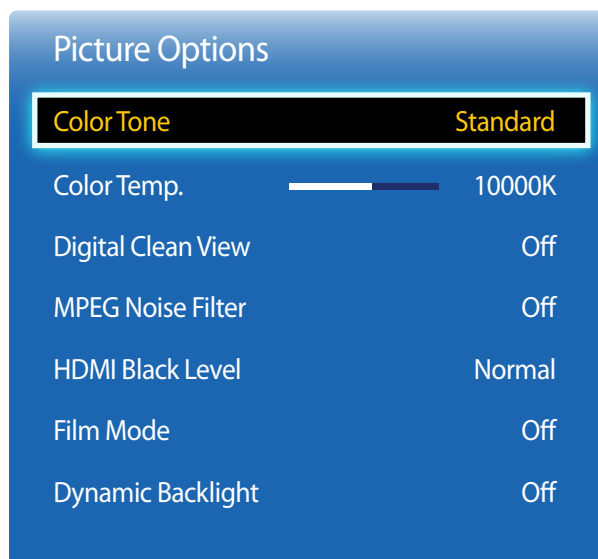 Picture Options
Color Tone Standard
Color Temp. 10000K
Digital Clean View Off
MPEG Noise Filter Off
HDMI Black Level Normal
Film Mode Off
Dynamic Backlight Off